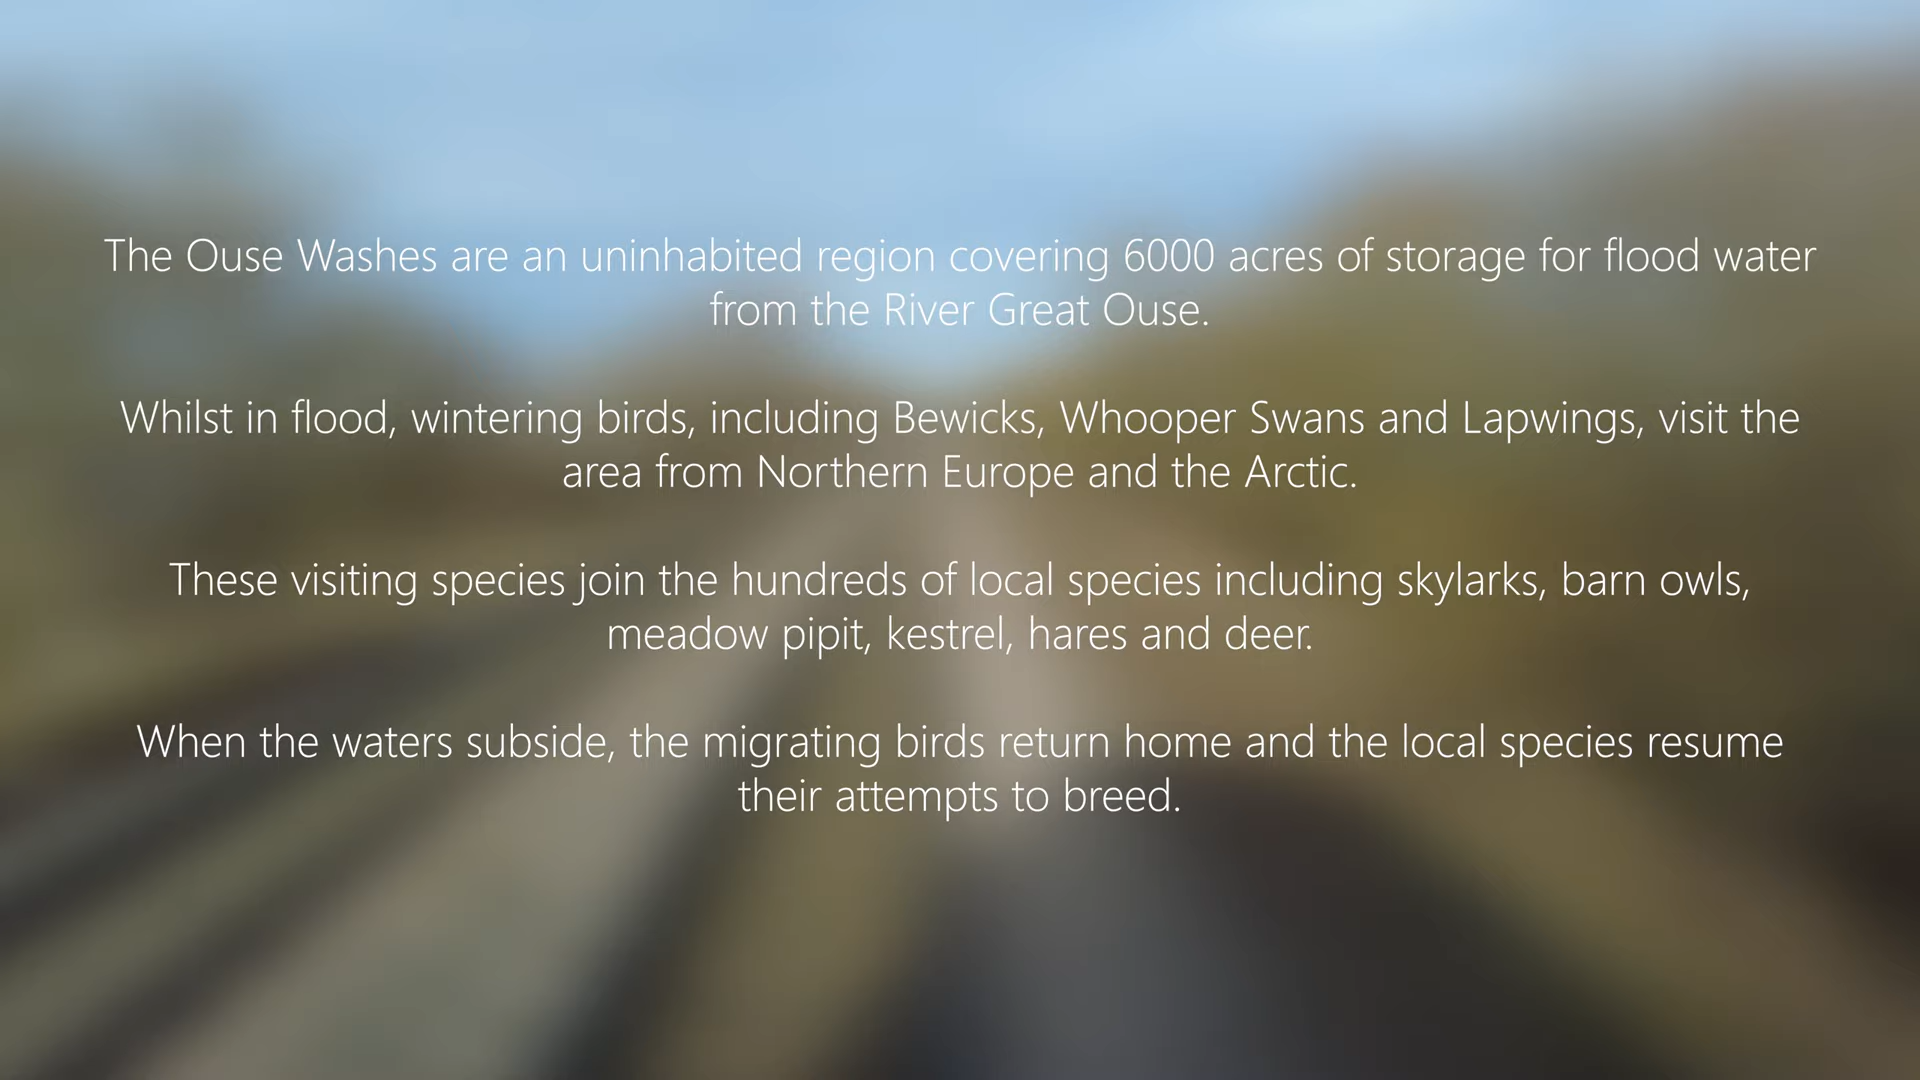 The Ouse Washes are an uninhabited region covering 6000 acres of storage for flood water
from the River Great Ouse.
Whilst in flood, wintering birds, including Bewicks, Whooper Swans and Lapwings, visit the
area from Northern Europe and the Arctic.
These visiting species join the hundreds of local species including skylarks, barn owls,
meadow pipit, kestrel, hares and deer.
When the waters subside, the migrating birds return home and the local species resume
their attempts to breed.